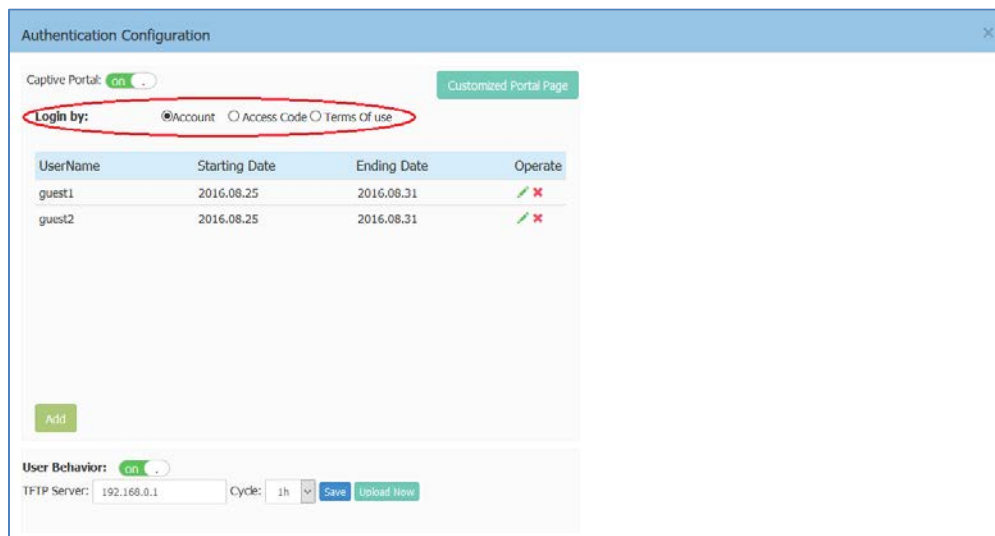 Authentication Configuration
Captive Portal: on
Customized Portal Page
Login by: Account Access Code Terms Of use
UserName Starting Date Ending Date Operate
guest1 2016.08.25 2016.08.31
guest2 2016.08.25 2016.08.31
Add
User Behavior: on
TFTP Server: 192.168.0.1 Cycle: 1h Save Upload Now